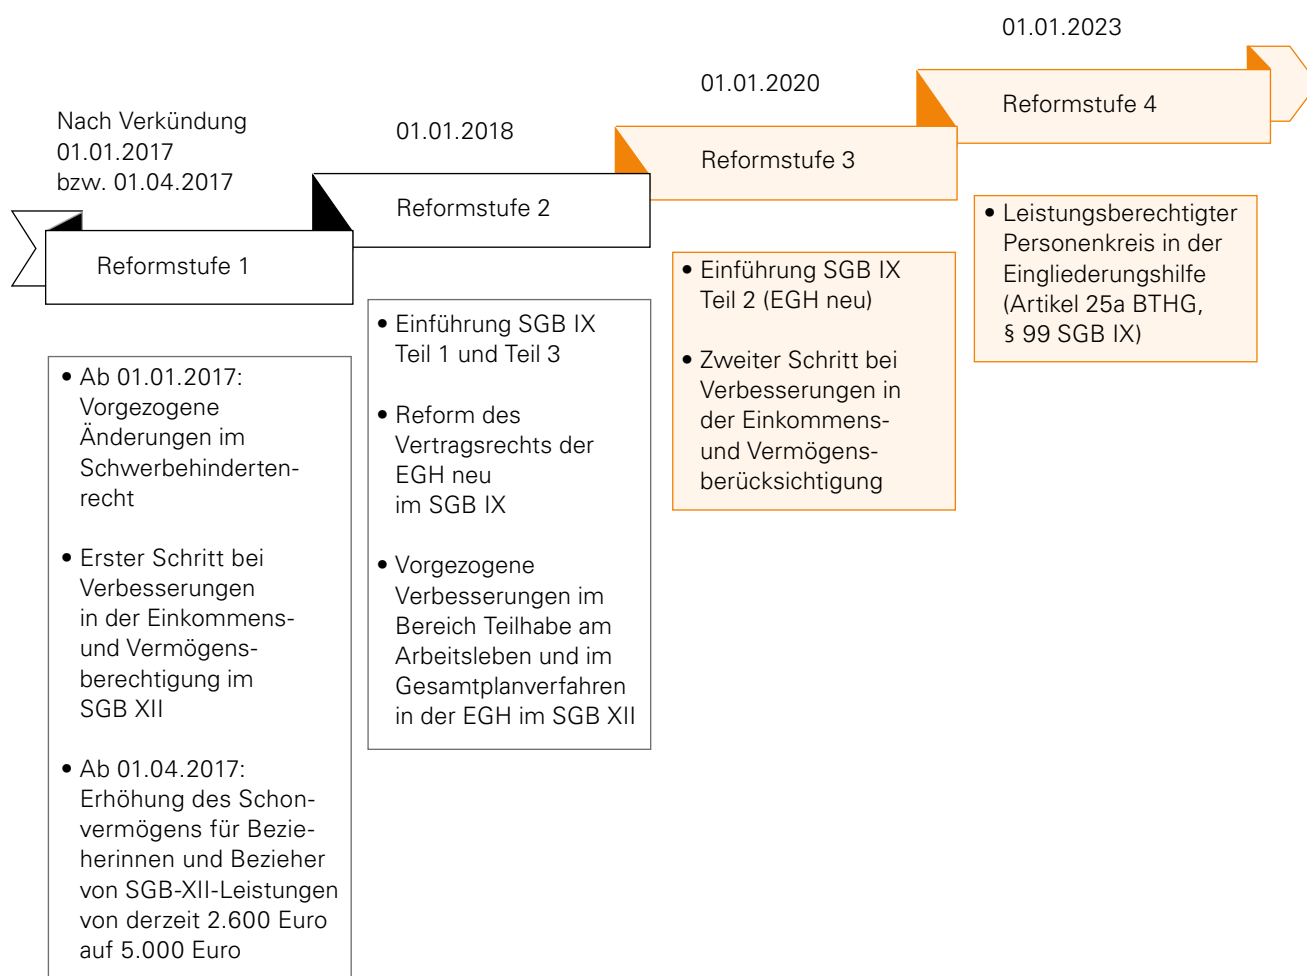 Nach Verkündung
01.01.2017
bzw. 01.04.2017
Reformstufe 1
• Ab 01.01.2017:
Vorgezogene
Änderungen im
Schwerbehinderten-
recht
• Erster Schritt bei
Verbesserungen
in der Einkommens-
und Vermögens-
berechtigung im
SGB XII
• Ab 01.04.2017:
Erhöhung des Schon-
vermögens für Bezie-
herinnen und Bezieher
von SGB-XII-Leistungen
von derzeit 2.600 Euro
auf 5.000 Euro
01.01.2018
Reformstufe 2
• Einführung SGB IX
Teil 1 und Teil 3
• Reform des
Vertragsrechts der
EGH neu
im SGB IX
• Vorgezogene
Verbesserungen im
Bereich Teilhabe am
Arbeitsleben und im
Gesamtplanverfahren
in der EGH im SGB XII
01.01.2020
Reformstufe 3
• Einführung SGB IX
Teil 2 (EGH neu)
• Zweiter Schritt bei
Verbesserungen in
der Einkommens-
und Vermögens-
berücksichtigung
01.01.2023
Reformstufe 4
• Leistungsberechtigter
Personenkreis in der
Eingliederungshilfe
(Artikel 25a BTHG,
§ 99 SGB IX)